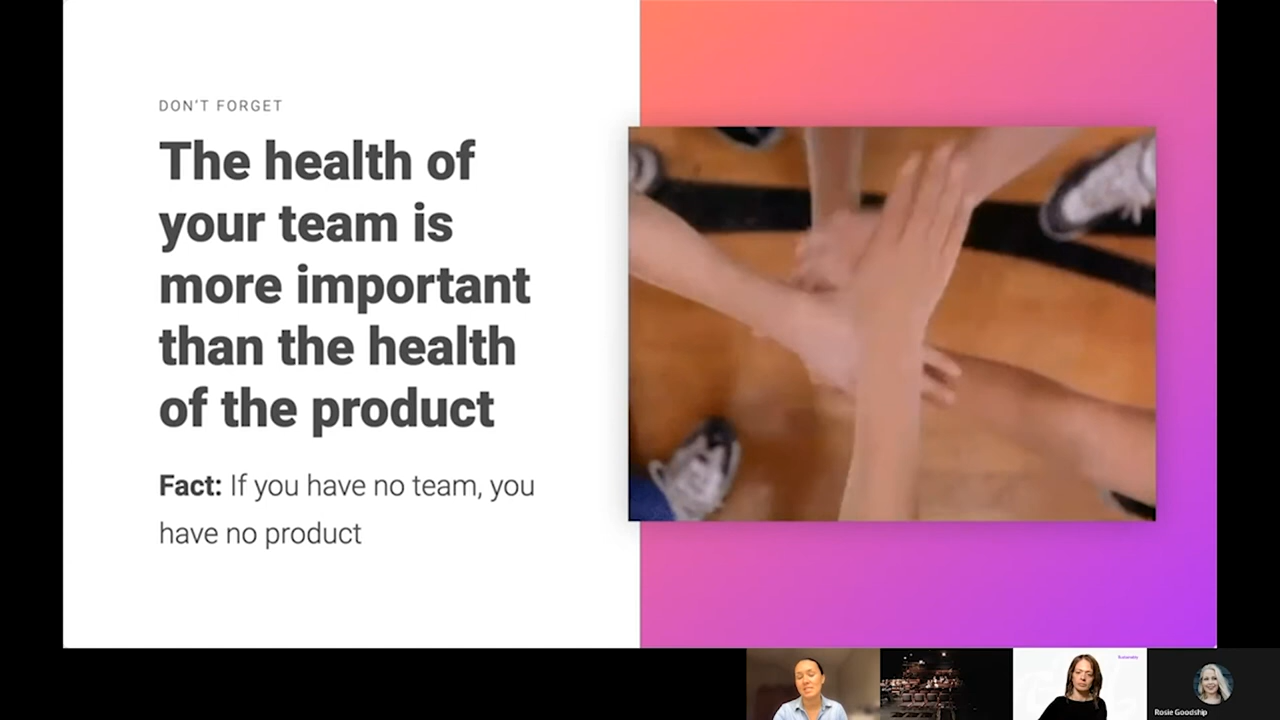 DON'T FORGET
The health of
your team is
more important
than the health
of the product
Fact: If you have no team, you
have no product
Rosie Goodship